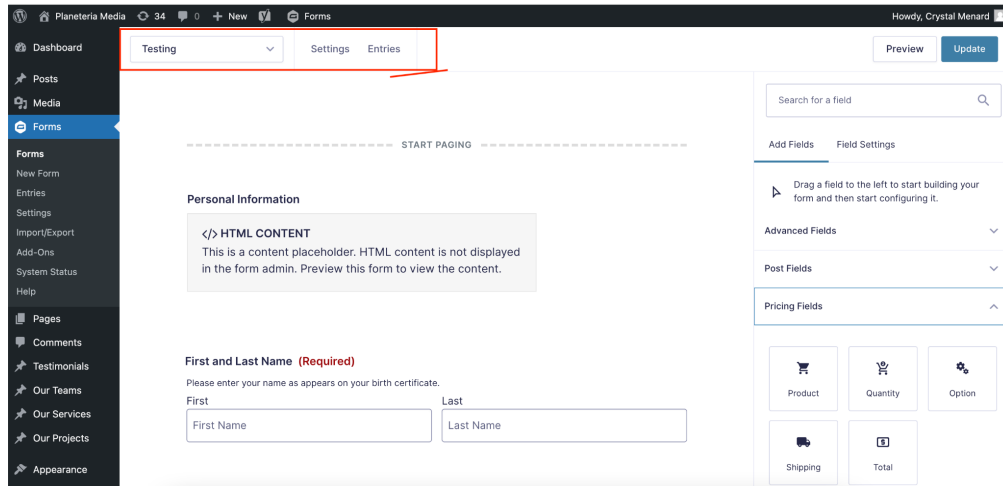 Planeteria Media
34
0
New
Forms
Howdy, Crystal Menard
Dashboard
Posts
Media
Forms
Forms
New Form
Entries
Settings
Import/Export
Add-Ons
System Status
Help
Pages
Comments
Testimonials
Our Teams
Our Services
Our Projects
Appearance
Testing
Settings
Entries
Preview
Update
START PAGING
Personal Information
</> HTML CONTENT
This is a content placeholder. HTML content is not displayed
in the form admin. Preview this form to view the content.
First and Last Name (Required)
Please enter your name as appears on your birth certificate.
First
Last
First Name
Last Name
Search for a field
Add Fields
Field Settings
Drag a field to the left to start building your
form and then start configuring it.
Advanced Fields
Post Fields
Pricing Fields
Product
Quantity
Option
Shipping
Total